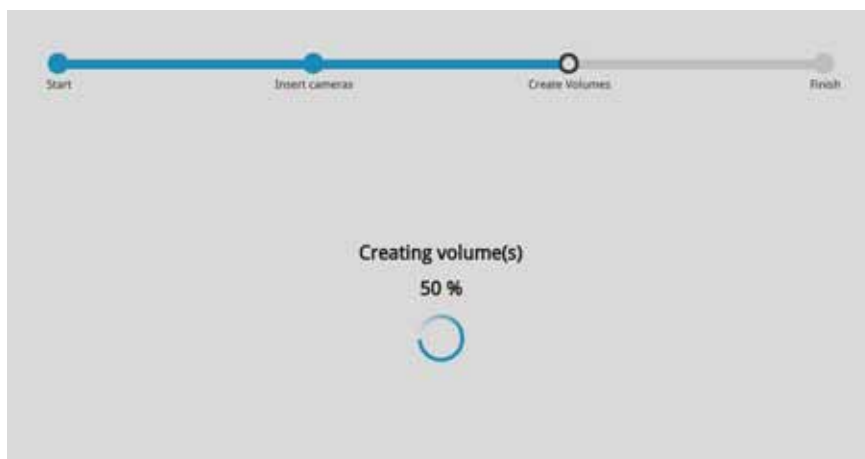 Start
Insert cameras
Create Volumes
Finish
Creating volume(s)
50 %